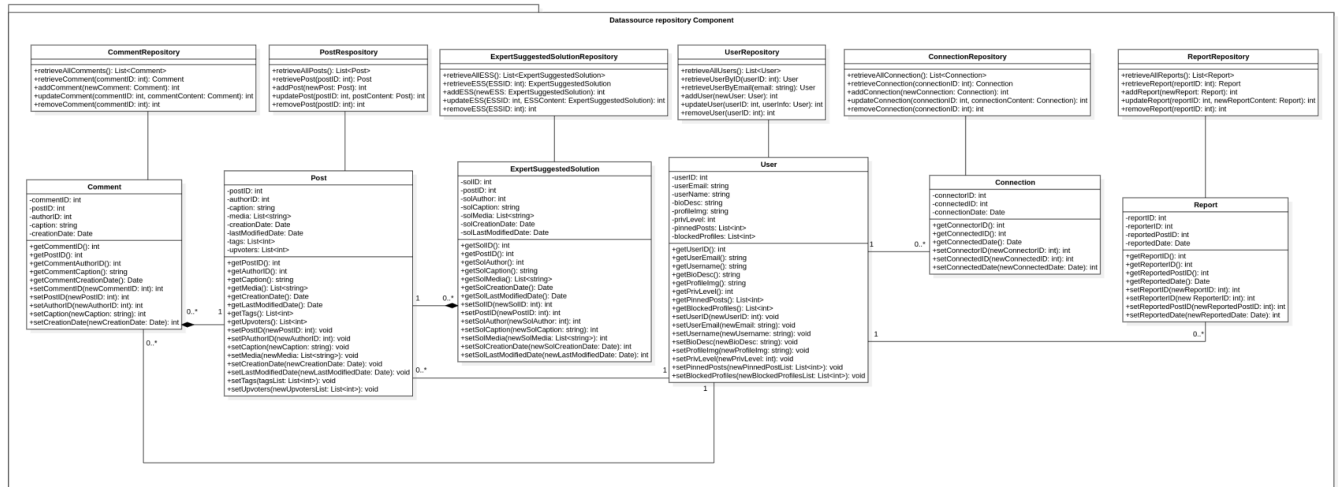 Datasource repository Component
CommentRepository
+retrieveAllComments(): List<Comment>
+retrieveComment(commentID: int): Comment
+addComment(newComment: Comment): int
+updateComment(commentID: int, commentContent: Comment): int
+removeComment(commentID: int): int
PostRespository
+retrieveAllPosts(): List<Post>
+retrievePost(postID: int): Post
+addPost(newPost: Post): int
+updatePost(postID: int, postContent: Post): int
+removePost(postID: int): int
ExpertSuggestedSolutionRepository
+retrieveAllESS(): List<ExpertSuggestedSolution>
+retrieveESS(ESSID: int): ExpertSuggestedSolution
+addESS(newESS: ExpertSuggestedSolution): int
+updateESS(ESSID: int, ESSContent: ExpertSuggestedSolution): int
+removeESS(ESSID: int): int
UserRepository
+retrieveAllUsers(): List<User>
+retrieveUserByID(userID: int): User
+retrieveUserByEmail(email: string): User
+addUser(newUser: User): int
+updateUser(userID: int, userInfo: User): int
+removeUser(userID: int): int
ConnectionRepository
+retrieveAllConnection(): List<Connection>
+retrieveConnection(connectionID: int): Connection
+addConnection(newConnection: Connection): int
+updateConnection(connectionID: int, connectionContent: Connection): int
+removeConnection(connectionID: int): int
ReportRepository
+retrieveAllReports(): List<Report>
+retrieveReport(reportID: int): Report
+addReport(newReport: Report): int
+updateReport(reportID: int, newReportContent: Report): int
+removeReport(reportID: int): int
Comment
-commentID: int
-postID: int
-authorID: int
-caption: string
-creationDate: Date
+getCommentID(): int
+getPostID(): int
+getCommentAuthorID(): int
+getCommentCaption(): string
+getCommentCreationDate(): Date
+setCommentID(newCommentID: int): int
+setPostID(newPostID: int): int
+setAuthorID(newAuthorID: int): int
+setCaption(newCaption: string): int
+setCreationDate(newCreationDate: Date): int
0..*
1
0..*
Post
-postID: int
-authorID: int
-caption: string
-media: List<string>
-creationDate: Date
-lastModifiedDate: Date
-tags: List<int>
-upvoters: List<int>
+getPostID(): int
+getAuthorID(): int
+getCaption(): string
+getMedia(): List<string>
+getCreationDate(): Date
+getLastModifiedDate(): Date
+getTags(): List<int>
+getUpvoters(): List<int>
+setPostID(newPostID: int): void
+setPAuthorID(newAuthorID: int): void
+setCaption(newCaption: string): void
+setMedia(newMedia: List<string>): void
+setCreationDate(newCreationDate: Date): void
+setLastModifiedDate(newLastModifiedDate: Date): void
+setTags(tagsList: List<int>): void
+setUpvoters(newUpvotersList: List<int>): void
1
0..*
0..*
1
ExpertSuggestedSolution
-solID: int
-postID: int
-solAuthor: int
-solCaption: string
-solMedia: List<string>
-solCreationDate: Date
-solLastModifiedDate: Date
+getSolID(): int
+getPostID(): int
+getSolAuthor(): int
+getSolCaption(): string
+getSolMedia(): List<string>
+getSolCreationDate(): Date
+getSolLastModifiedDate(): Date
+setSolID(newSolID: int): int
+setPostID(newPostID: int): int
+setSolAuthor(newSolAuthor: int): int
+setSolCaption(newSolCaption: string): int
+setSolMedia(newSolMedia: List<string>): int
+setSolCreationDate(newSolCreationDate: Date): int
+setSolLastModifiedDate(newLastModifiedDate: Date): int
User
-userID: int
-userEmail: string
-userName: string
-bioDesc: string
-profileImg: string
-privLevel: int
-pinnedPosts: List<int>
-blockedProfiles: List<int>
+getUserID(): int
+getUserEmail(): string
+getUsername(): string
+getBioDesc(): string
+getProfileImg(): string
+getPrivLevel(): int
+getPinnedPosts(): List<int>
+getBlockedProfiles(): List<int>
+setUserID(newUserID: int): void
+setUserEmail(newEmail: string): void
+setUsername(newUsername: string): void
+setBioDesc(newBioDesc: string): void
+setProfileImg(newProfileImg: string): void
+setPrivLevel(newPrivLevel: int): void
+setPinnedPosts(newPinnedPostList: List<int>): void
+setBlockedProfiles(newBlockedProfilesList: List<int>): void
1
1
0..*
1
0..*
Connection
-connectorID: int
-connectedID: int
-connectionDate: Date
+getConnectorID(): int
+getConnectedID(): int
+getConnectedDate(): Date
+setConnectorID(newConnectorID: int): int
+setConnectedID(newConnectedID: int): int
+setConnectedDate(newConnectedDate: Date): int
Report
-reportID: int
-reporterID: int
-reportedPostID: int
-reportedDate: Date
+getReportID(): int
+getReporterID(): int
+getReportedPostID(): int
+getReportedDate(): Date
+setReportID(newReportID: int): int
+setReporterID(new ReporterID: int): int
+setReportedPostID(newReportedPostID; int): int
+setReportedDate(newReportedDate: Date): int